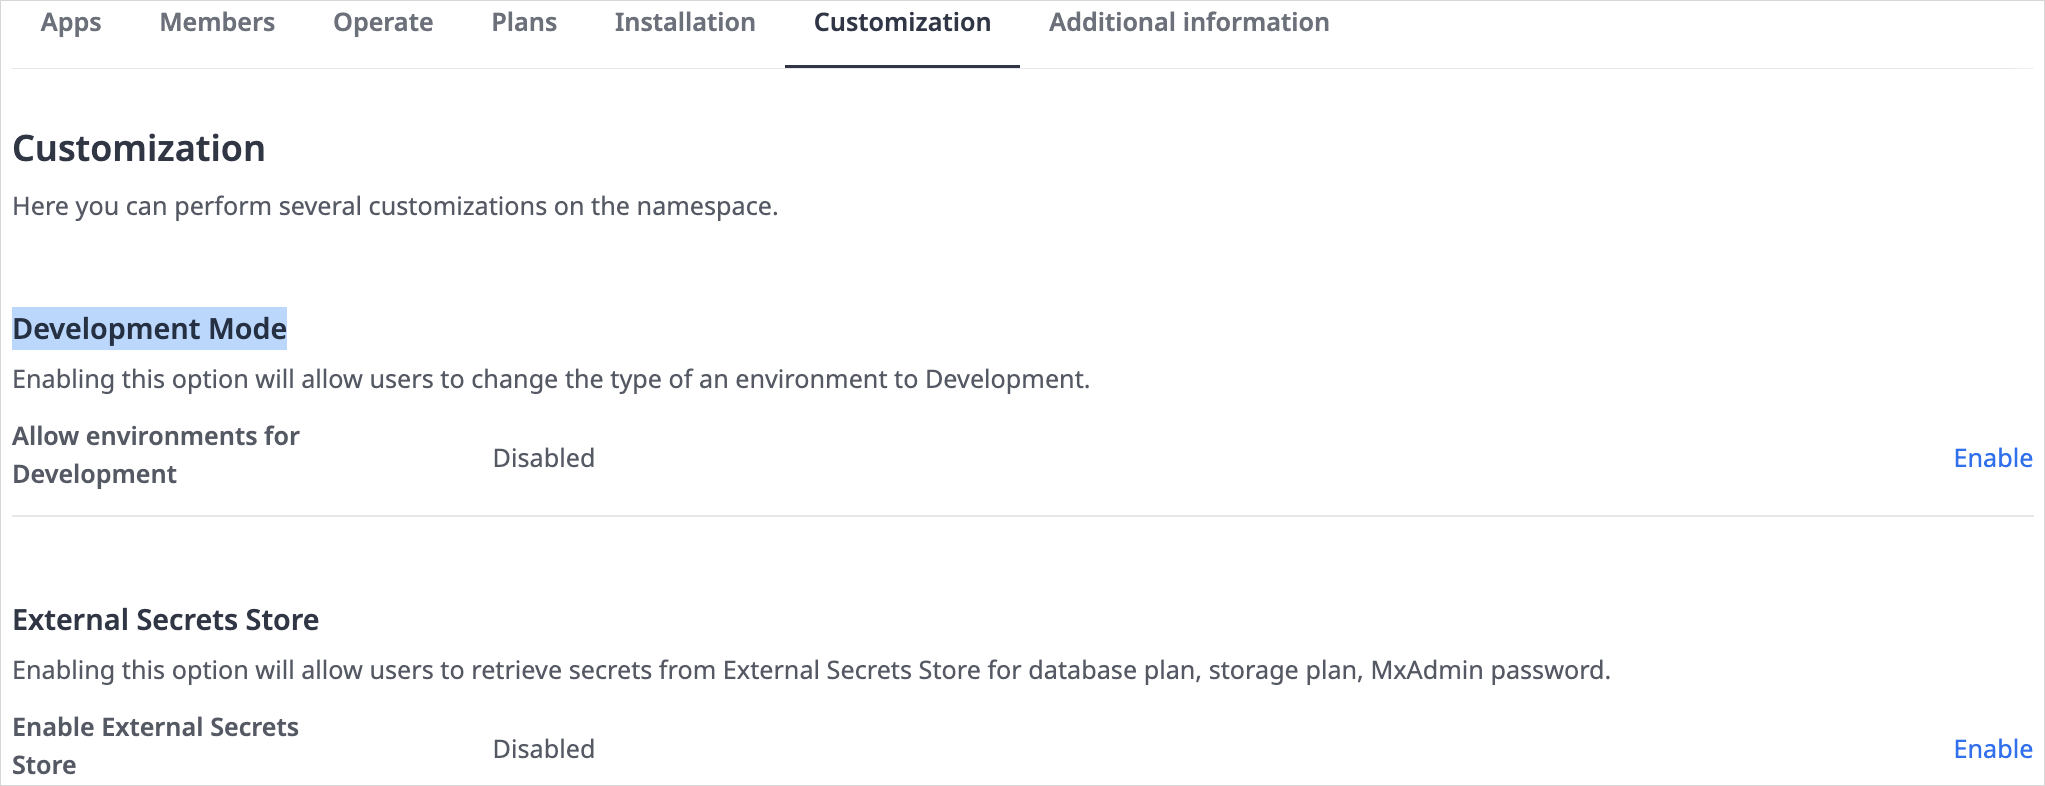 Apps Members Operate Plans Installation Customization Additional information
Customization
Here you can perform several customizations on the namespace.
Development Mode
Enabling this option will allow users to change the type of an environment to Development.
Allow environments for
Development
Disabled
Enable
External Secrets Store
Enabling this option will allow users to retrieve secrets from External Secrets Store for database plan, storage plan, MxAdmin password.
Enable External Secrets
Store
Disabled
Enable